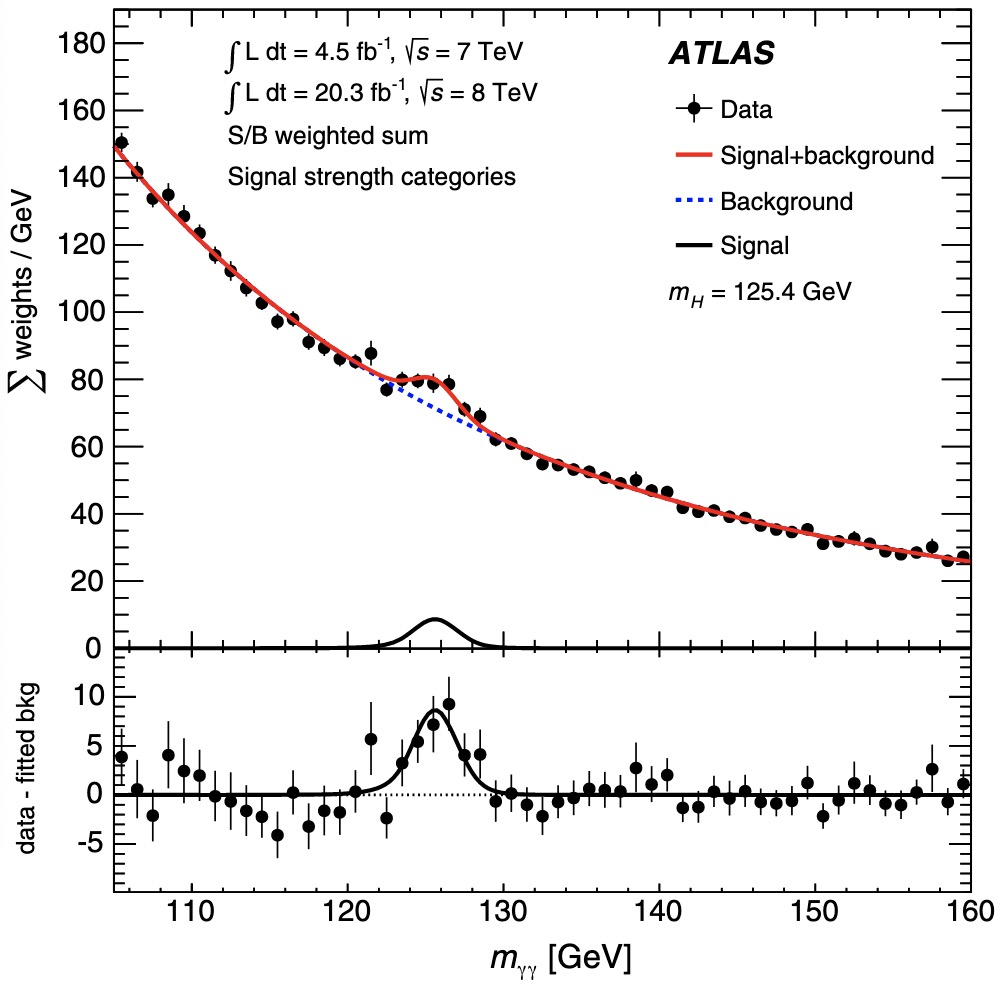 ∑ weights / GeV
180
160
140
120
100
80
60
40
20
0
∫ L dt = 4.5 fb⁻¹, √s = 7 TeV
∫ L dt = 20.3 fb⁻¹, √s = 8 TeV
S/B weighted sum
Signal strength categories
ATLAS
Data
Signal+background
Background
Signal
m_H = 125.4 GeV
data - fitted bkg
10
5
0
-5
110 120 130 140 150 160
m_γγ [GeV]